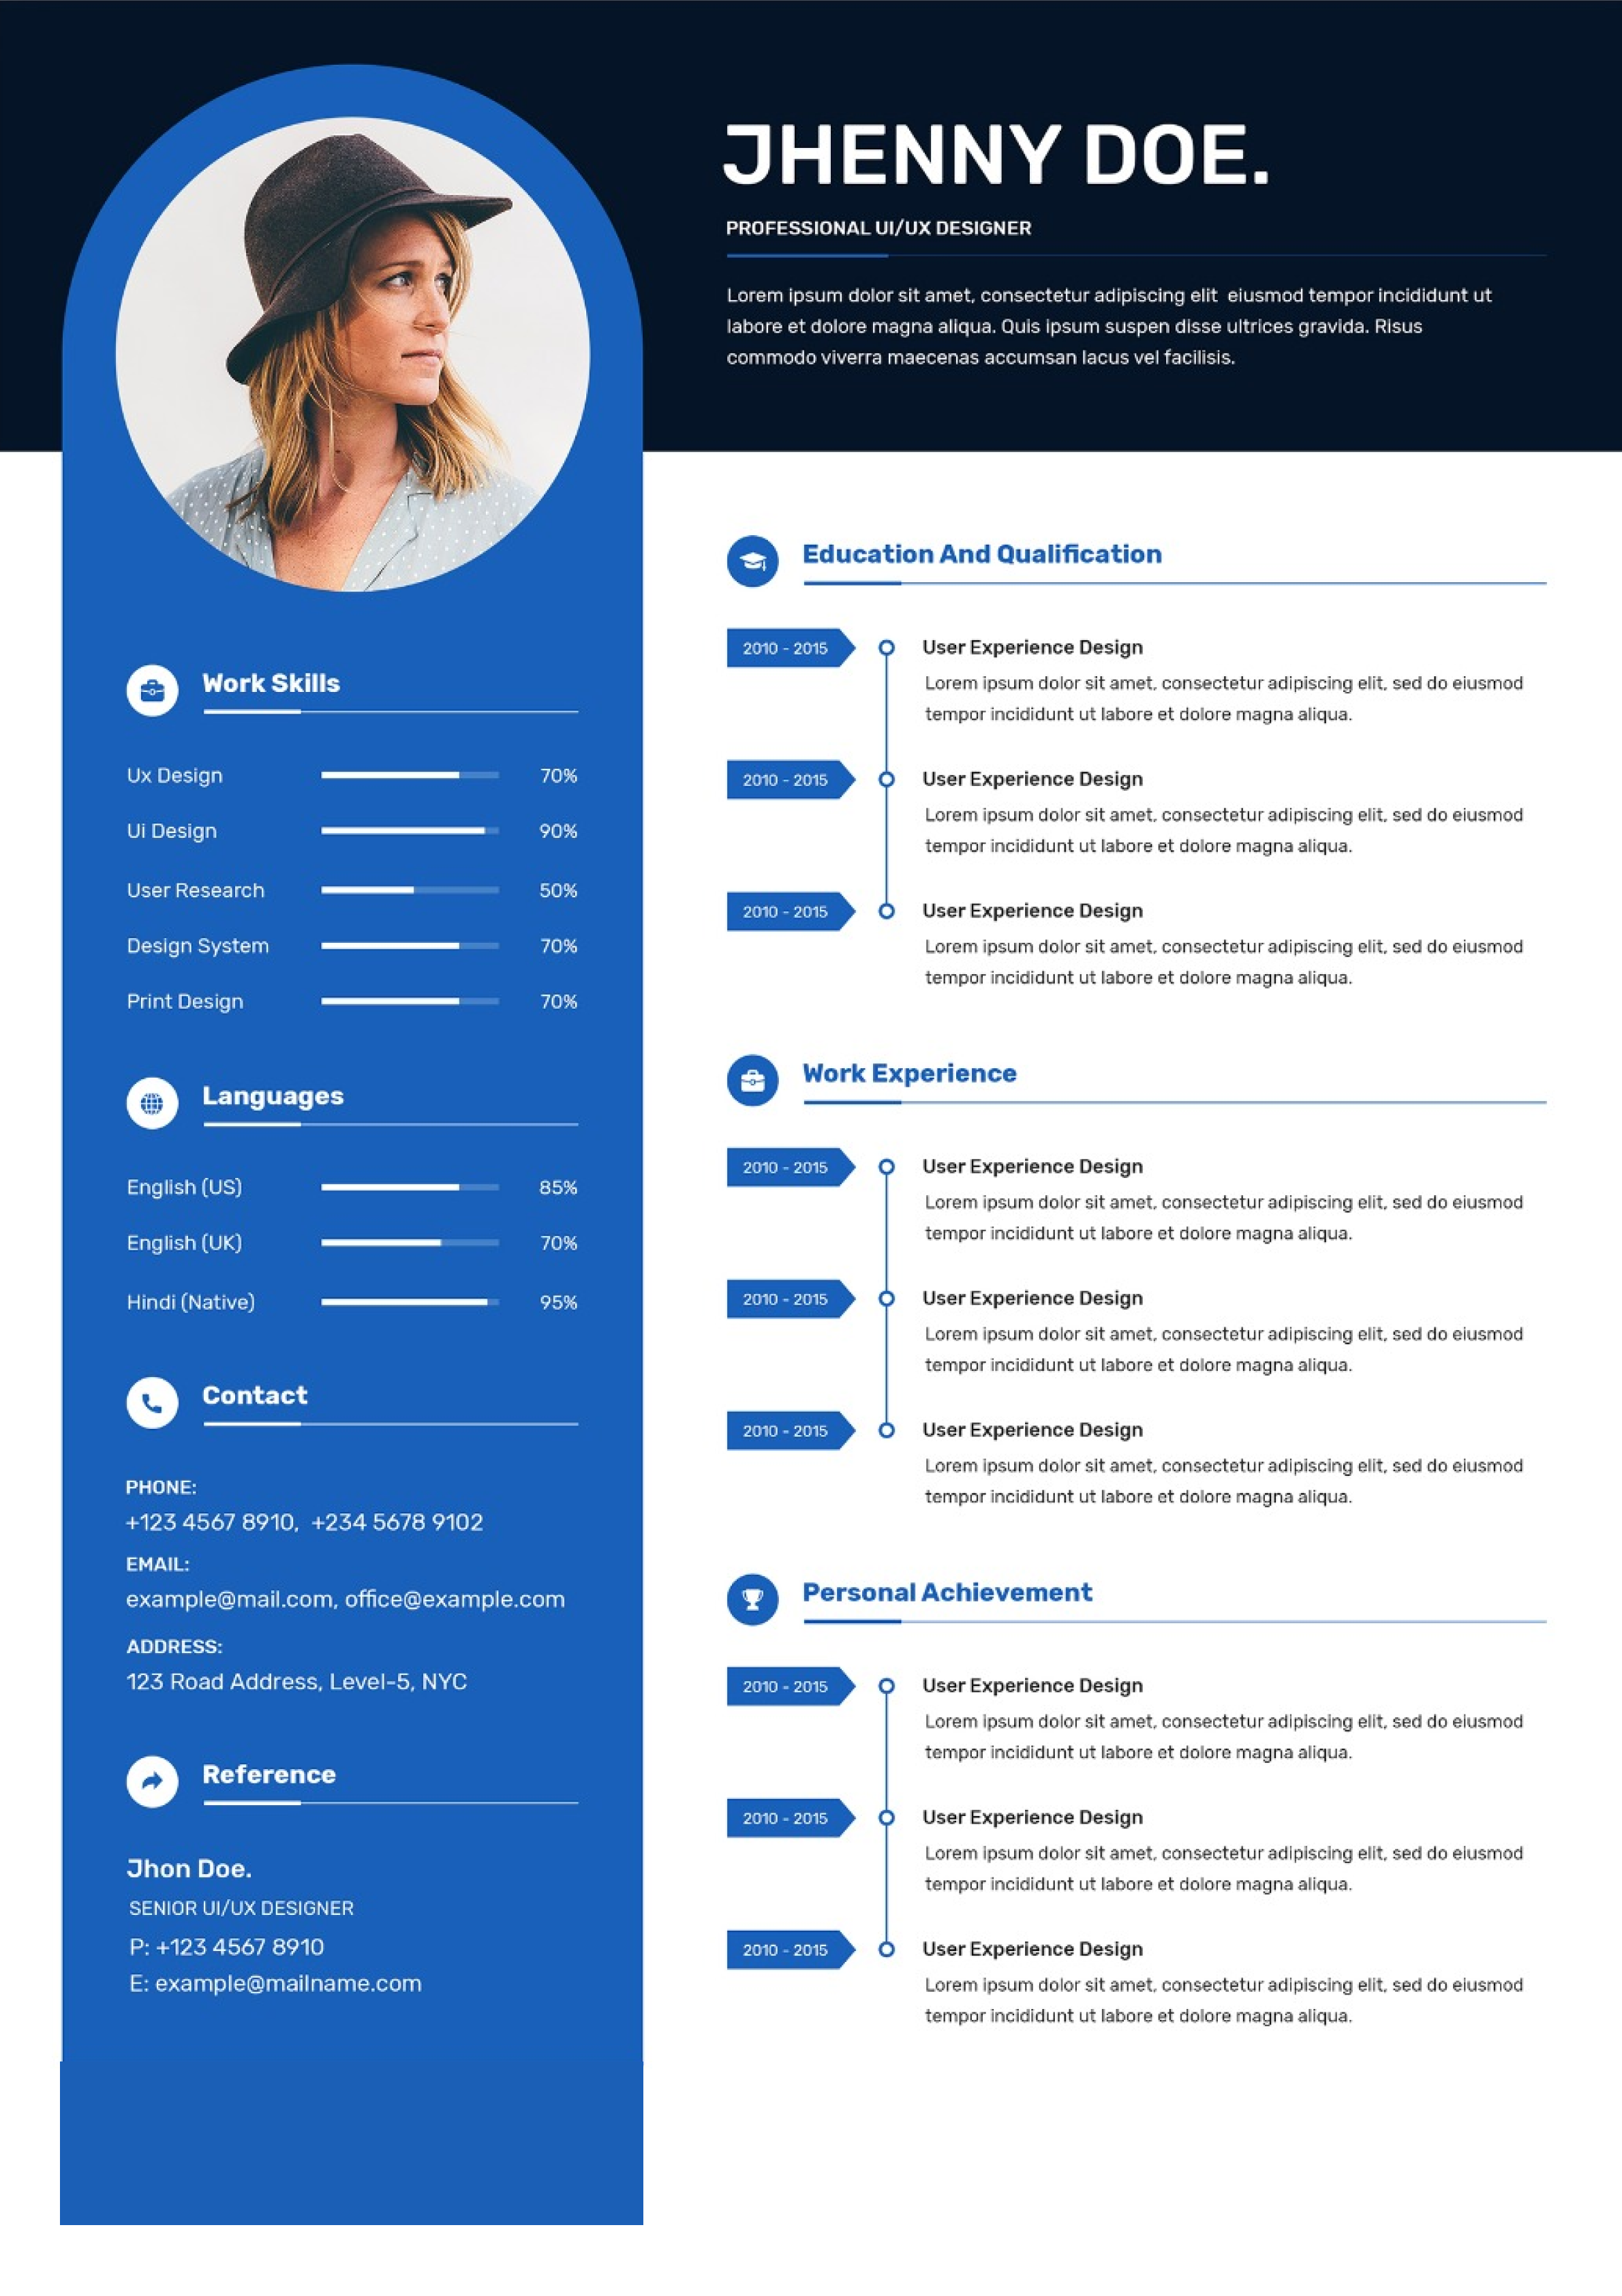 JHENNY DOE.
PROFESSIONAL UI/UX DESIGNER
Lorem ipsum dolor sit amet, consectetur adipiscing elit  eiusmod tempor incididunt ut
labore et dolore magna aliqua. Quis ipsum suspen disse ultrices gravida. Risus
commodo viverra maecenas accumsan lacus vel facilisis.
Work Skills
Ux Design 70%
Ui Design 90%
User Research 50%
Design System 70%
Print Design 70%
Languages
English (US) 85%
English (UK) 70%
Hindi (Native) 95%
Contact
PHONE:
+123 4567 8910,  +234 5678 9102
EMAIL:
example@mail.com, office@example.com
ADDRESS:
123 Road Address, Level-5, NYC
Reference
Jhon Doe.
SENIOR UI/UX DESIGNER
P: +123 4567 8910
E: example@mailname.com
Education And Qualification
2010 - 2015 User Experience Design
Lorem ipsum dolor sit amet, consectetur adipiscing elit, sed do eiusmod
tempor incididunt ut labore et dolore magna aliqua.
2010 - 2015 User Experience Design
Lorem ipsum dolor sit amet, consectetur adipiscing elit, sed do eiusmod
tempor incididunt ut labore et dolore magna aliqua.
2010 - 2015 User Experience Design
Lorem ipsum dolor sit amet, consectetur adipiscing elit, sed do eiusmod
tempor incididunt ut labore et dolore magna aliqua.
Work Experience
2010 - 2015 User Experience Design
Lorem ipsum dolor sit amet, consectetur adipiscing elit, sed do eiusmod
tempor incididunt ut labore et dolore magna aliqua.
2010 - 2015 User Experience Design
Lorem ipsum dolor sit amet, consectetur adipiscing elit, sed do eiusmod
tempor incididunt ut labore et dolore magna aliqua.
2010 - 2015 User Experience Design
Lorem ipsum dolor sit amet, consectetur adipiscing elit, sed do eiusmod
tempor incididunt ut labore et dolore magna aliqua.
Personal Achievement
2010 - 2015 User Experience Design
Lorem ipsum dolor sit amet, consectetur adipiscing elit, sed do eiusmod
tempor incididunt ut labore et dolore magna aliqua.
2010 - 2015 User Experience Design
Lorem ipsum dolor sit amet, consectetur adipiscing elit, sed do eiusmod
tempor incididunt ut labore et dolore magna aliqua.
2010 - 2015 User Experience Design
Lorem ipsum dolor sit amet, consectetur adipiscing elit, sed do eiusmod
tempor incididunt ut labore et dolore magna aliqua.